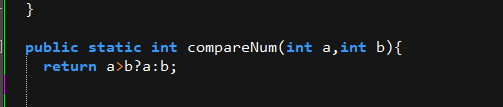 }
public static int compareNum(int a,int b){
return a>b?a:b;